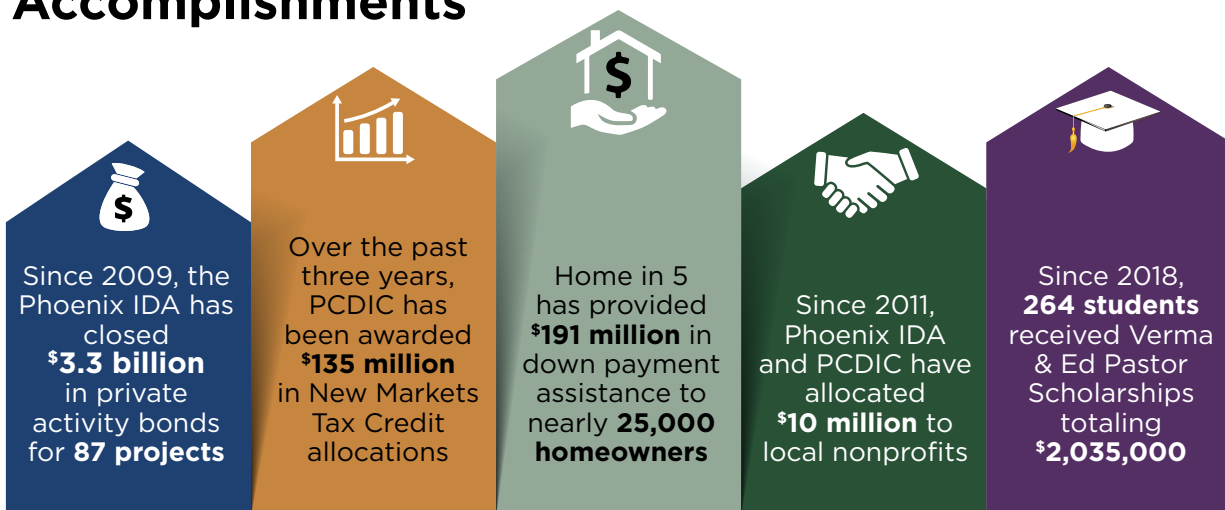 Accomplishments
$
$
Since 2009, the
Phoenix IDA has
closed
$3.3 billion
in private
activity bonds
for 87 projects
Over the past
three years,
PCDIC has
been awarded
$135 million
in New Markets
Tax Credit
allocations
Home in 5
has provided
$191 million in
down payment
assistance to
nearly 25,000
homeowners
Since 2011,
Phoenix IDA
and PCDIC have
allocated
$10 million to
local nonprofits
Since 2018,
264 students
received Verma
& Ed Pastor
Scholarships
totaling
$2,035,000